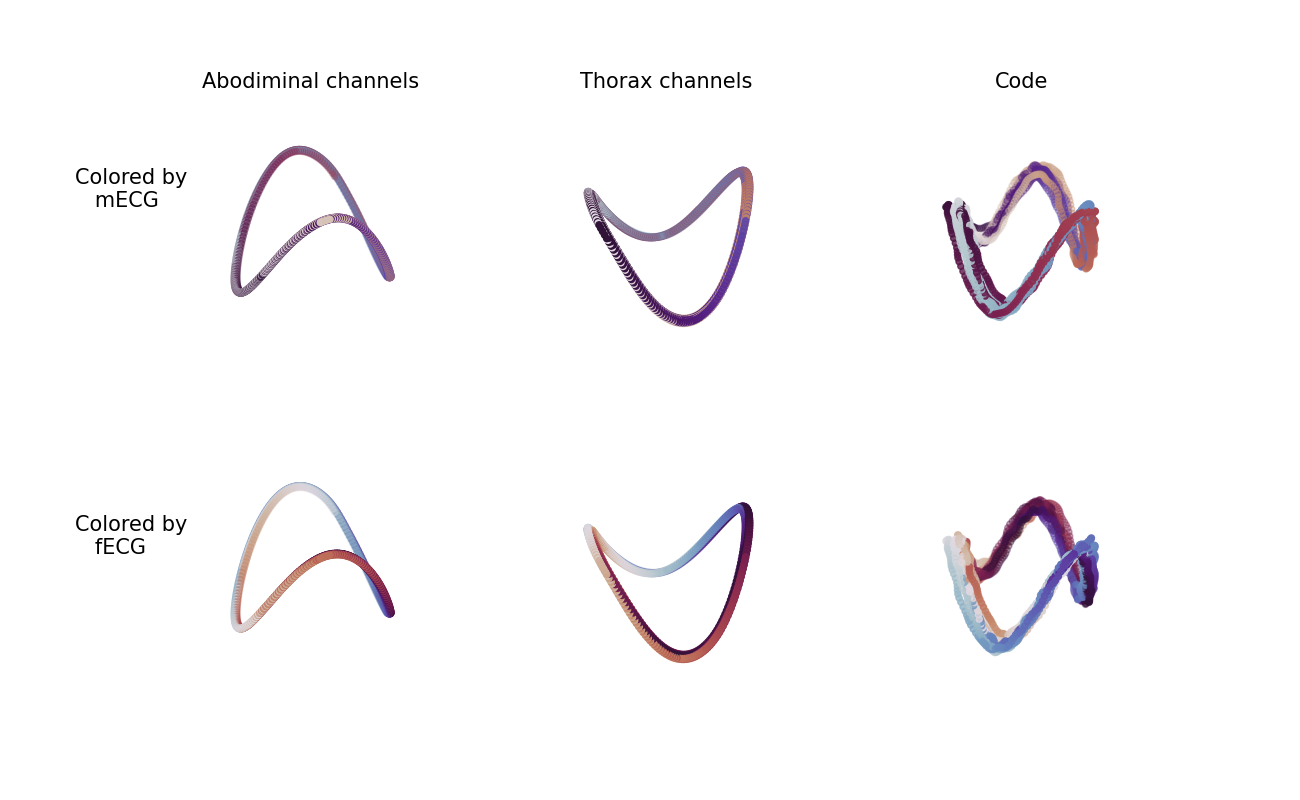 Abodiminal channels
Thorax channels
Code
Colored by
mECG
Colored by
fECG